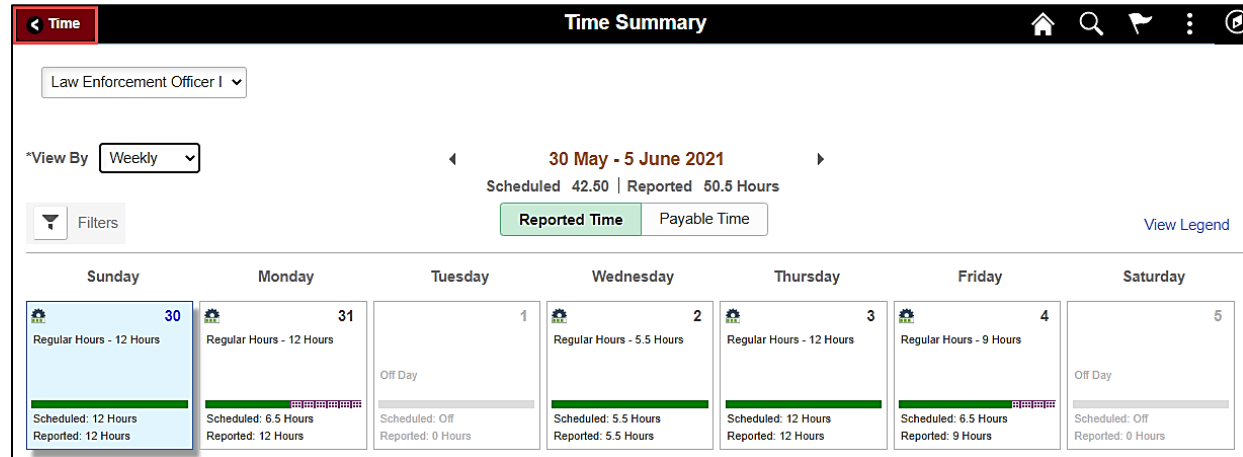 Time
Time Summary
Law Enforcement Officer I
*View By Weekly
30 May - 5 June 2021
Scheduled 42.50 | Reported 50.5 Hours
Filters
Reported Time Payable Time
View Legend
Sunday Monday Tuesday Wednesday Thursday Friday Saturday
30 31 1 2 3 4 5
Regular Hours - 12 Hours Regular Hours - 12 Hours Regular Hours - 5.5 Hours Regular Hours - 12 Hours Regular Hours - 9 Hours
Off Day Off Day
Scheduled: 12 Hours Scheduled: 6.5 Hours Scheduled: Off Scheduled: 5.5 Hours Scheduled: 12 Hours Scheduled: 6.5 Hours Scheduled: Off
Reported: 12 Hours Reported: 12 Hours Reported: 0 Hours Reported: 5.5 Hours Reported: 12 Hours Reported: 9 Hours Reported: 0 Hours